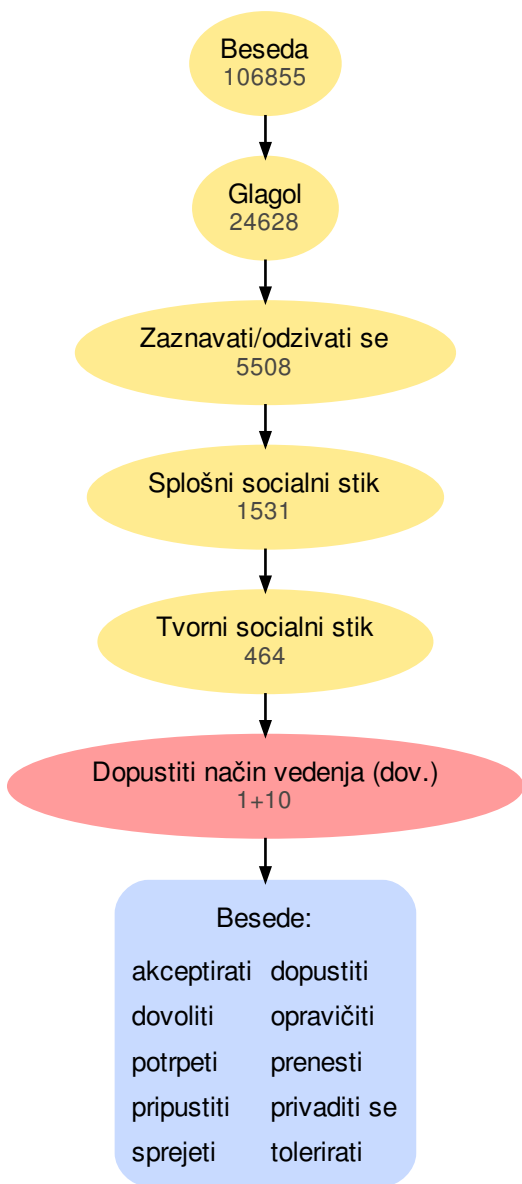 Beseda
106855
Glagol
24628
Zaznavati/odzivati se
5508
Splošni socialni stik
1531
Tvorni socialni stik
464
Dopustiti način vedenja (dov.)
1+10
Besede:
akceptirati dopustiti
dovoliti opravičiti
potrpeti prenesti
pripustiti privaditi se
sprejeti tolerirati